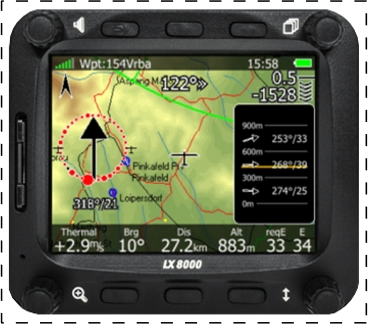 Wpt:154Vrba 15:58
122°»
0.5
-1528
900m
253°/33
600m
268°/39
300m
274°/25
0m
Pinkafeld
Pinkafeld
Loipersdorf
318°/21
Thermal Brg Dis Alt reqE E
+2.9m/s 10° 27.2km 883m 33 34
LX 8000